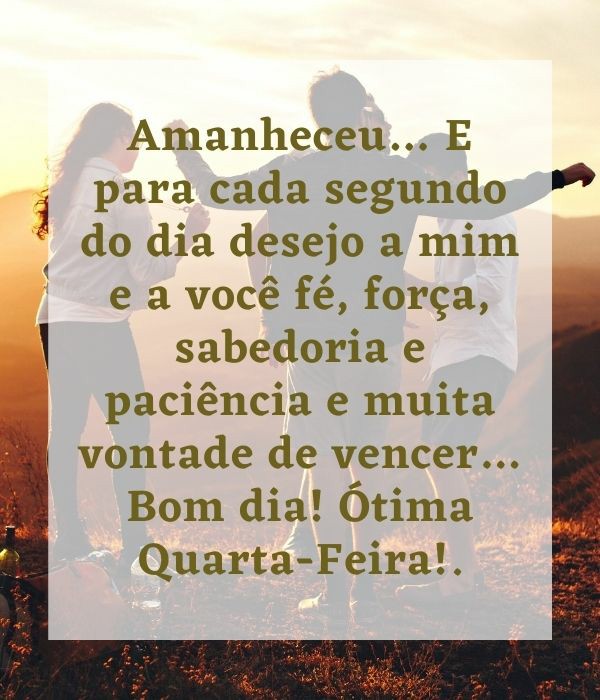 Amanheceu... E
para cada segundo
do dia desejo a mim
e a você fé, força,
sabedoria e
paciência e muita
vontade de vencer...
Bom dia! Ótima
Quarta-Feira!.